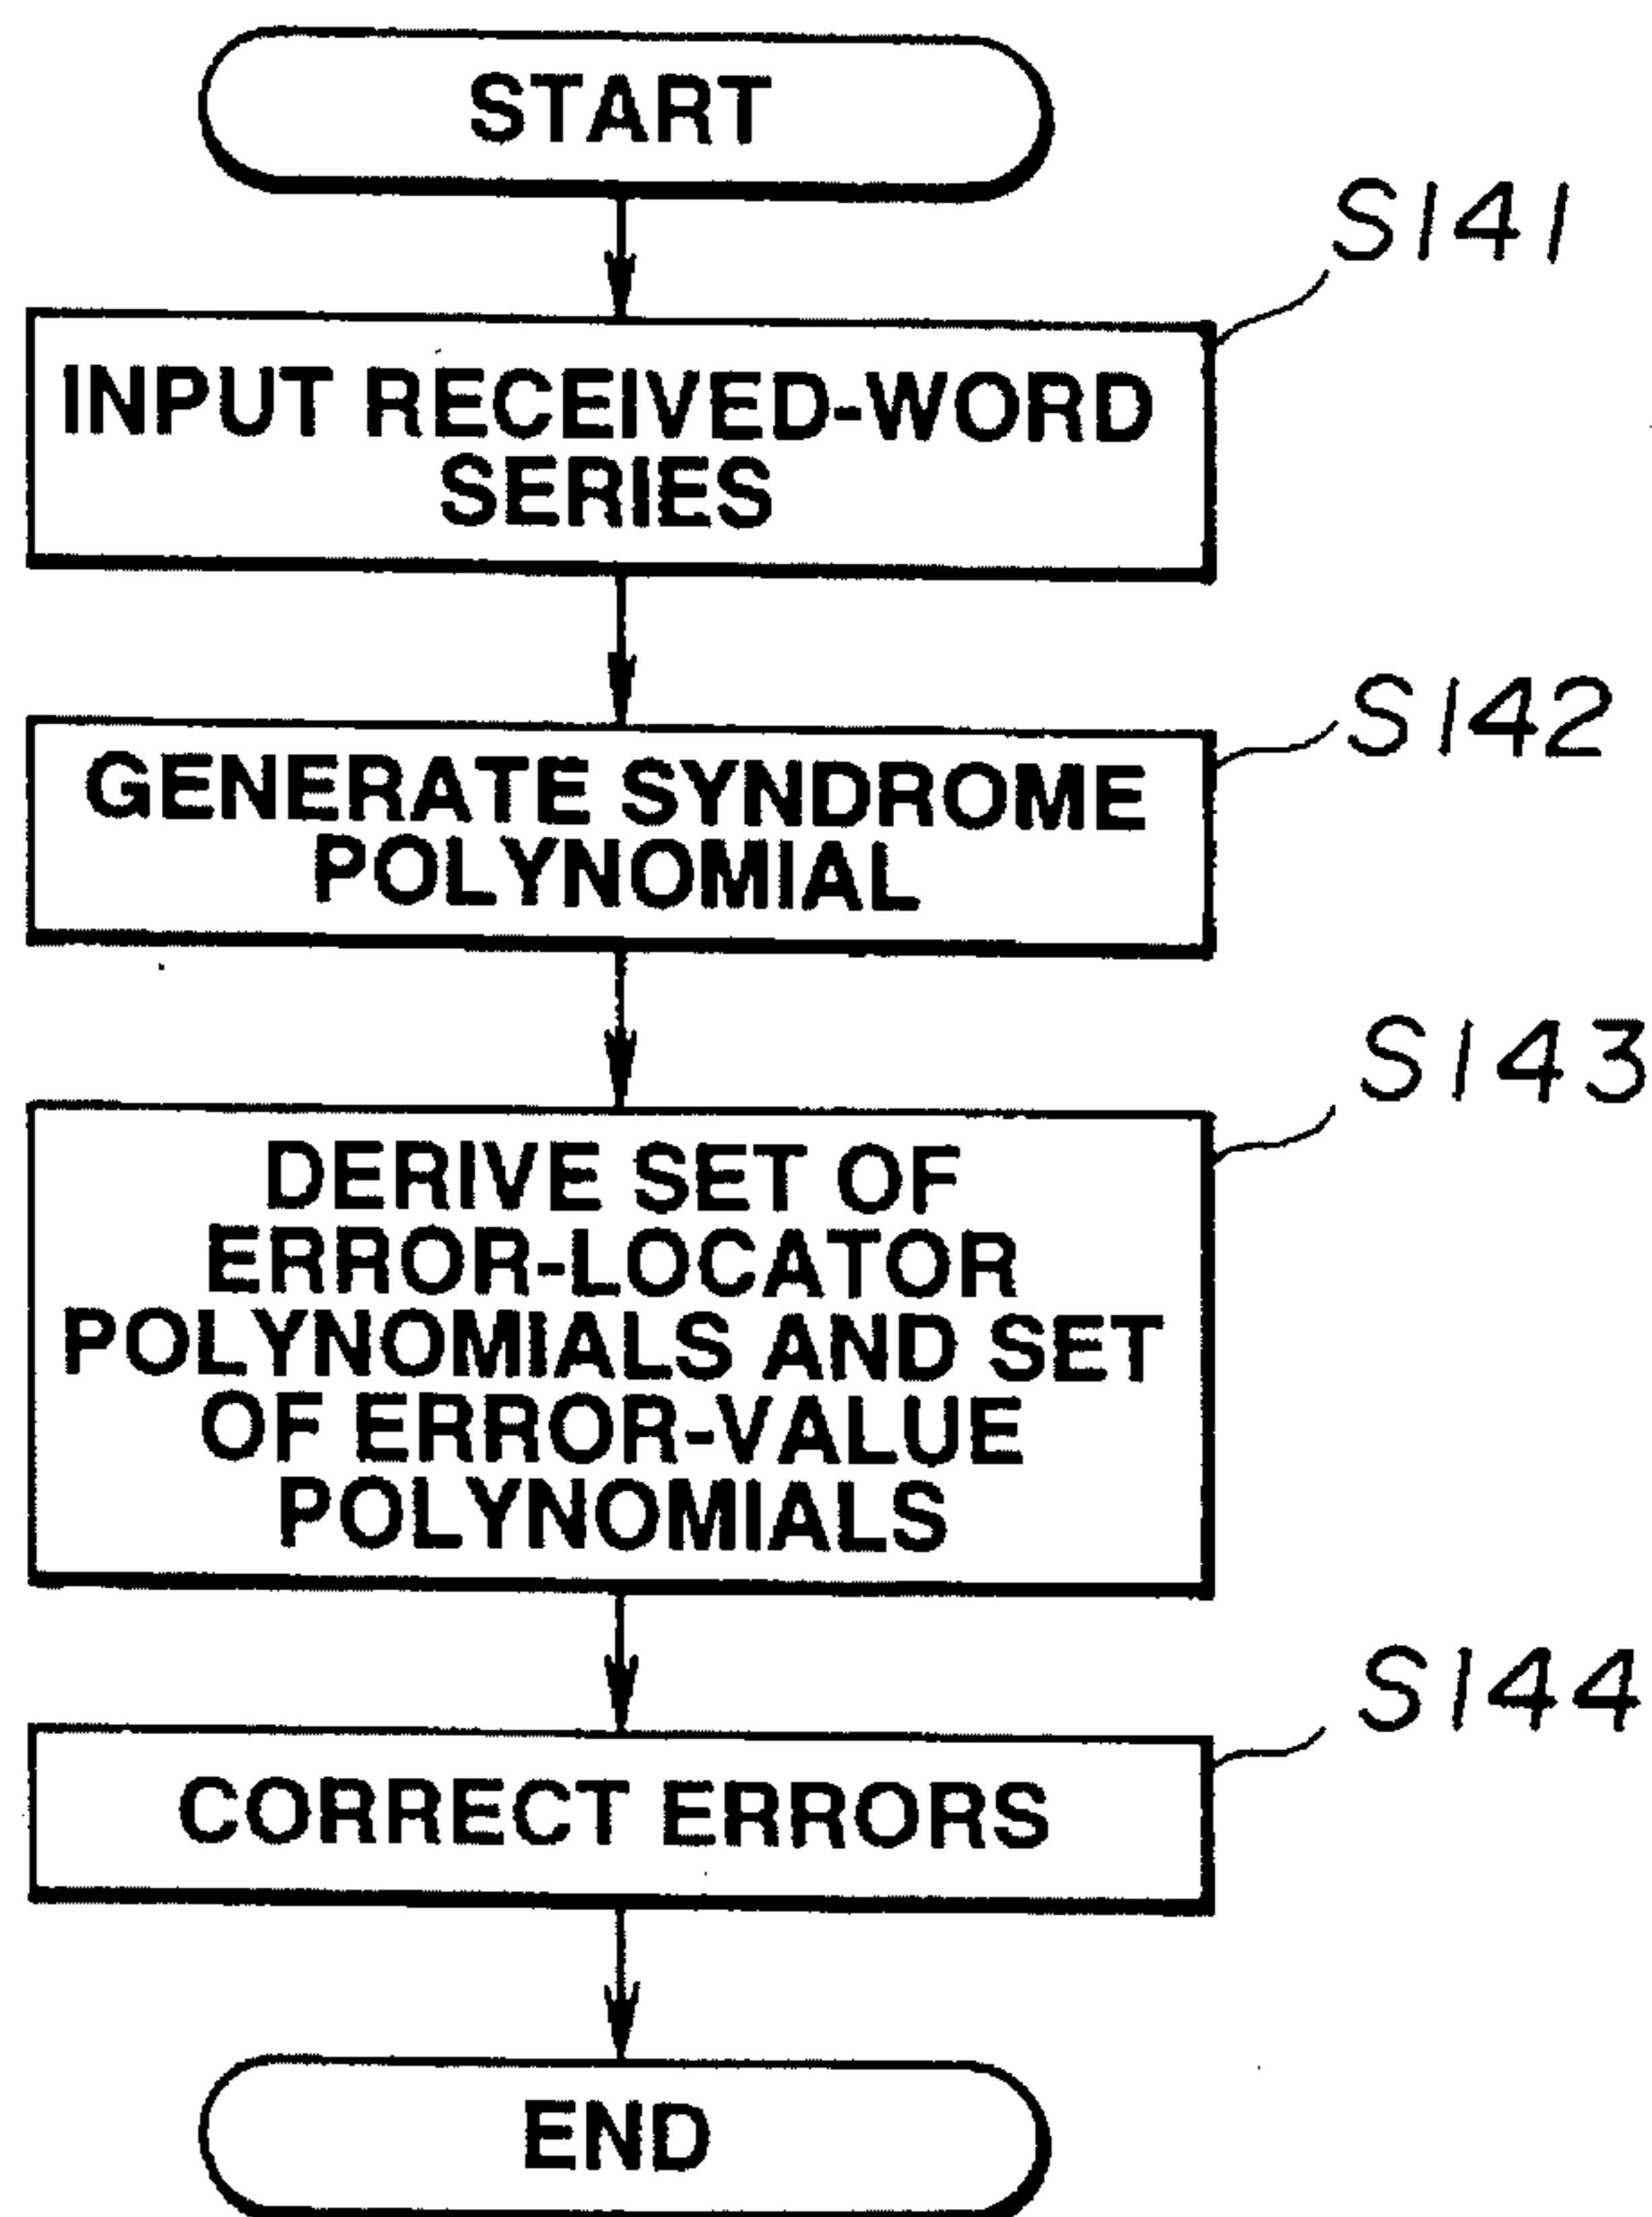 START
S141
INPUT RECEIVED-WORD
SERIES
S142
GENERATE SYNDROME
POLYNOMIAL
S143
DERIVE SET OF
ERROR-LOCATOR
POLYNOMIALS AND SET
OF ERROR-VALUE
POLYNOMIALS
S144
CORRECT ERRORS
END